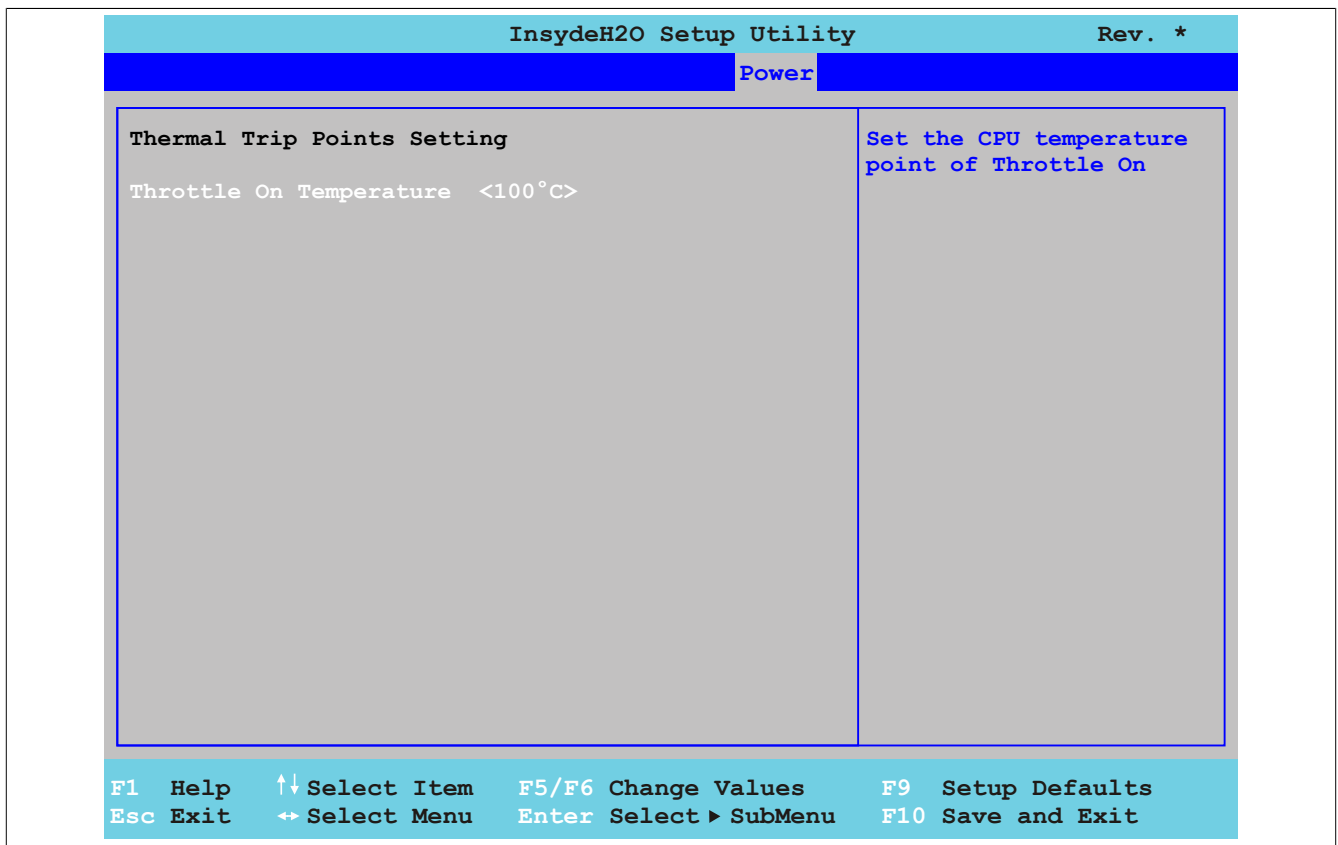 InsydeH2O Setup Utility Rev. *
Power
Thermal Trip Points Setting
Throttle On Temperature <100°C>
Set the CPU temperature
point of Throttle On
F1 Help ↑↓ Select Item F5/F6 Change Values F9 Setup Defaults
Esc Exit ↔ Select Menu Enter Select ▶ SubMenu F10 Save and Exit